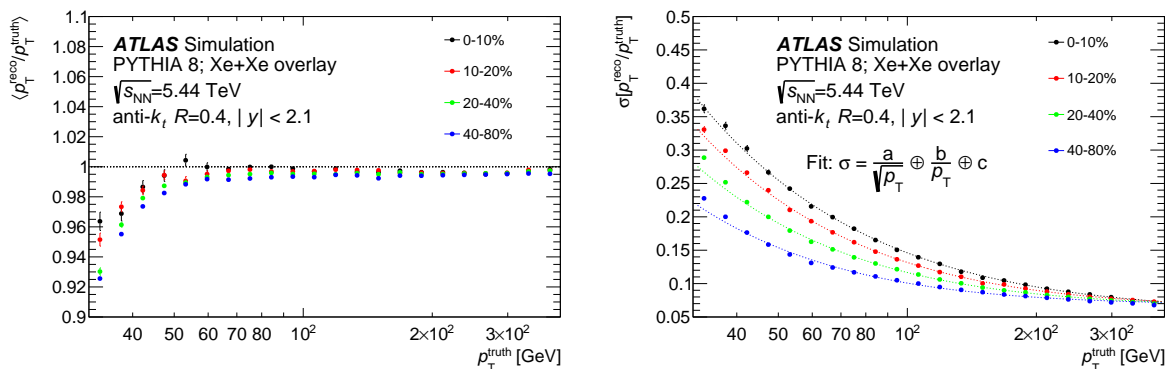 ⟨p_T^reco/p_T^truth⟩
1.1
1.08
1.06
1.04
1.02
1
0.98
0.96
0.94
0.92
0.9
ATLAS Simulation
PYTHIA 8; Xe+Xe overlay
√s_NN=5.44 TeV
anti-k_t R=0.4, | y| < 2.1
0-10%
10-20%
20-40%
40-80%
40 50 60 70 80 10² 2×10² 3×10²
p_T^truth [GeV]
σ[p_T^reco/p_T^truth]
0.5
0.45
0.4
0.35
0.3
0.25
0.2
0.15
0.1
0.05
ATLAS Simulation
PYTHIA 8; Xe+Xe overlay
√s_NN=5.44 TeV
anti-k_t R=0.4, | y| < 2.1
Fit: σ = a/√p_T ⊕ b/p_T ⊕ c
0-10%
10-20%
20-40%
40-80%
40 50 60 70 80 10² 2×10² 3×10²
p_T^truth [GeV]